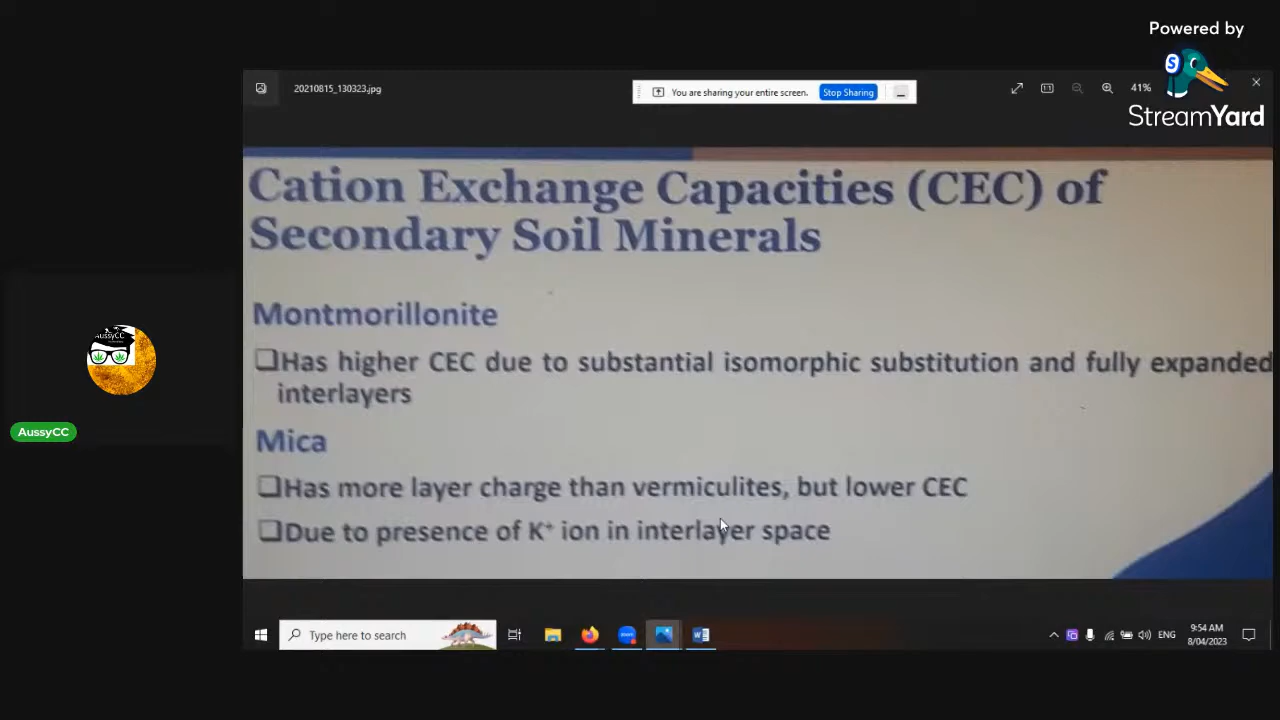 Powered by
StreamYard
20210815_130323.jpg
You are sharing your entire screen.
Stop Sharing
41%
Cation Exchange Capacities (CEC) of
Secondary Soil Minerals
Montmorillonite
❑Has higher CEC due to substantial isomorphic substitution and fully expanded
interlayers
Mica
❑Has more layer charge than vermiculites, but lower CEC
❑Due to presence of K⁺ ion in interlayer space
AussyCC
AussyCC
Type here to search
ENG
9:54 AM
8/04/2023